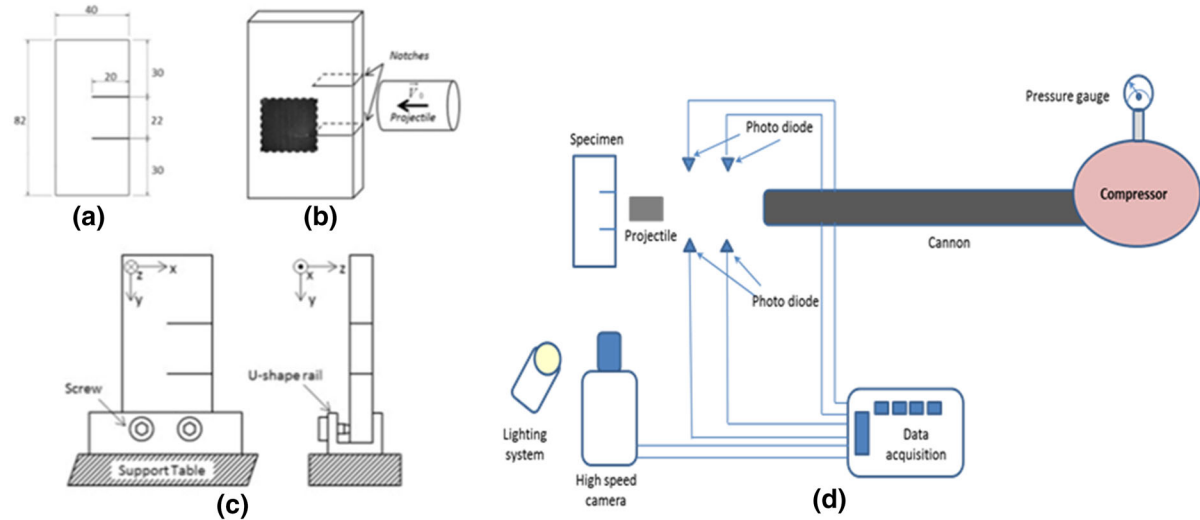 40
20
30
82
22
30
(a)
Notches
V₀
Projectile
(b)
z
x
y
x
z
y
Screw
U-shape rail
Support Table
(c)
Pressure gauge
Photo diode
Specimen
Compressor
Projectile
Cannon
Photo diode
Lighting
system
High speed
camera
Data
acquisition
(d)